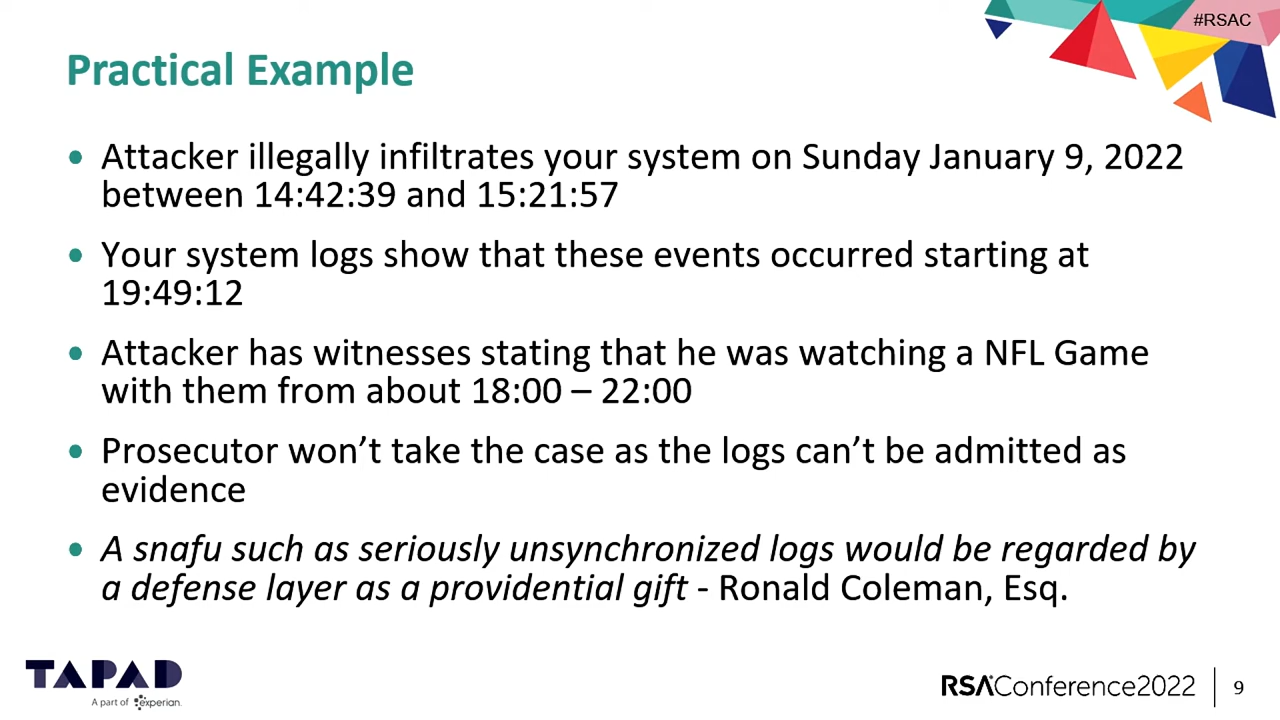 #RSAC
Practical Example
• Attacker illegally infiltrates your system on Sunday January 9, 2022
between 14:42:39 and 15:21:57
• Your system logs show that these events occurred starting at
19:49:12
• Attacker has witnesses stating that he was watching a NFL Game
with them from about 18:00 – 22:00
• Prosecutor won't take the case as the logs can't be admitted as
evidence
• A snafu such as seriously unsynchronized logs would be regarded by
a defense layer as a providential gift - Ronald Coleman, Esq.
TAPAD
A part of experian.
RSAConference2022
9